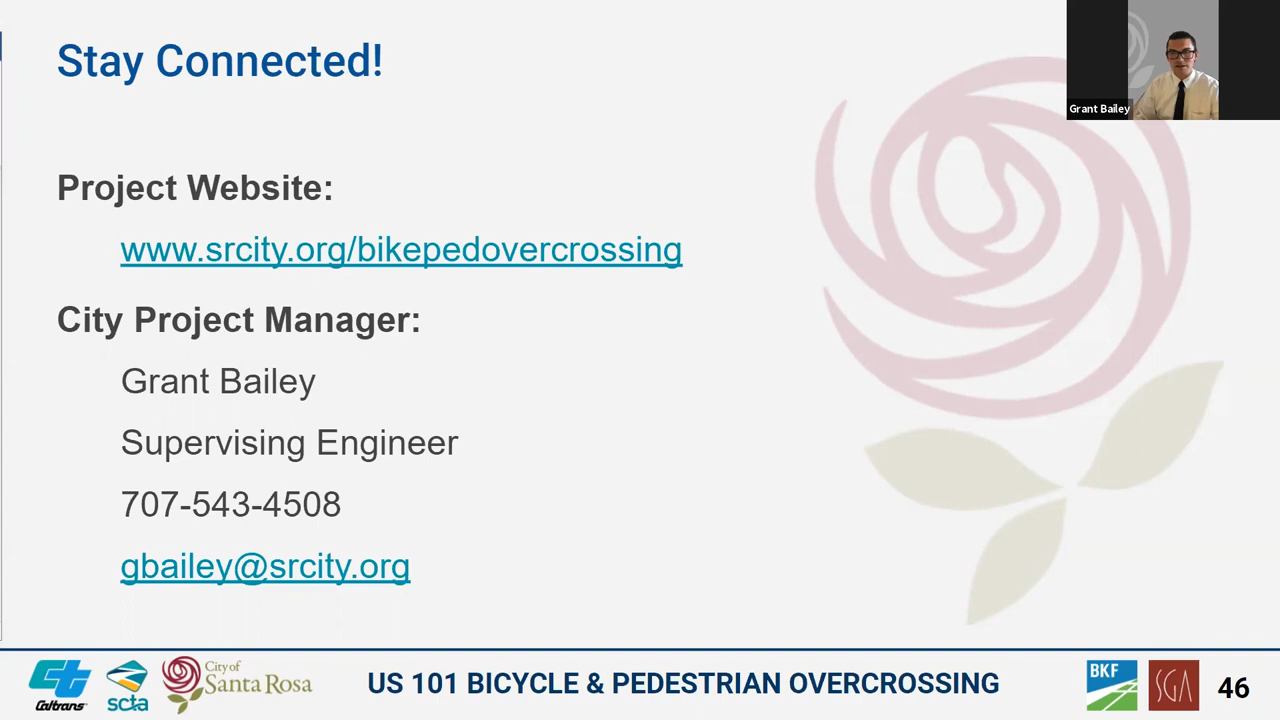 Stay Connected!
Grant Bailey
Project Website:
www.srcity.org/bikepedovercrossing
City Project Manager:
Grant Bailey
Supervising Engineer
707-543-4508
gbailey@srcity.org
Caltrans
scta
City of
Santa Rosa
US 101 BICYCLE & PEDESTRIAN OVERCROSSING
BKF
SGA
46